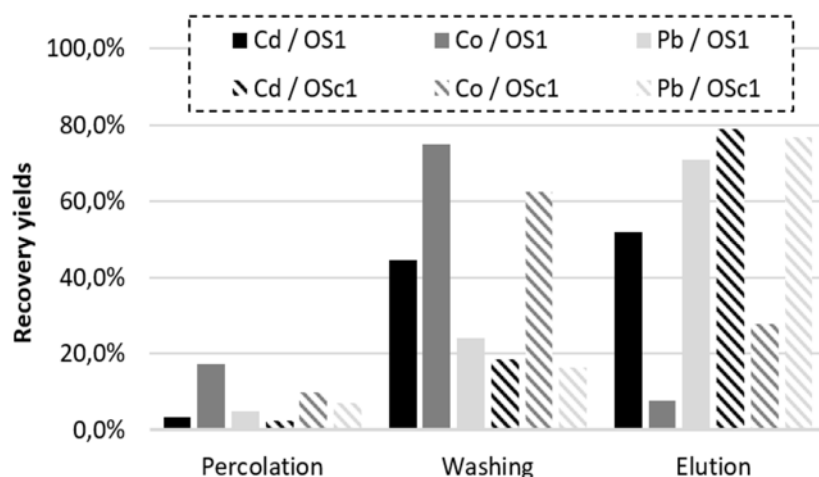 100,0%
Cd / OS1 Co / OS1 Pb / OS1
Cd / OSc1 Co / OSc1 Pb / OSc1
80,0%
60,0%
40,0%
20,0%
0,0%
Recovery yields
Percolation Washing Elution